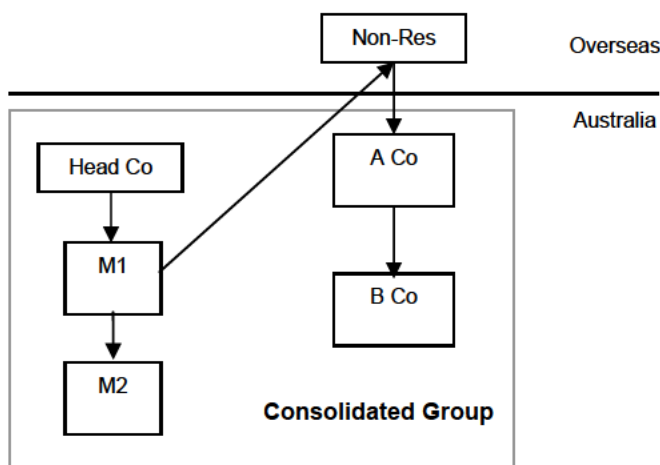 Non-Res
Overseas
Australia
Head Co
A Co
M1
B Co
M2
Consolidated Group